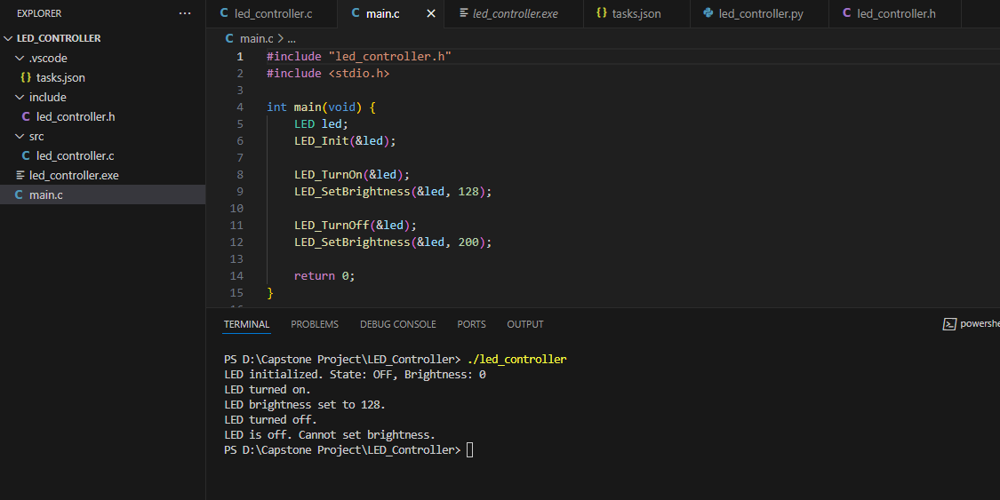 EXPLORER ...
LED_CONTROLLER
.vscode
{} tasks.json
include
C led_controller.h
src
C led_controller.c
led_controller.exe
C main.c
C led_controller.c C main.c × led_controller.exe {} tasks.json led_controller.py C led_controller.h
C main.c > ...
1 #include "led_controller.h"
2 #include <stdio.h>
3
4 int main(void) {
5 LED led;
6 LED_Init(&led);
7
8 LED_TurnOn(&led);
9 LED_SetBrightness(&led, 128);
10
11 LED_TurnOff(&led);
12 LED_SetBrightness(&led, 200);
13
14 return 0;
15 }
TERMINAL PROBLEMS DEBUG CONSOLE PORTS OUTPUT powershe
PS D:\Capstone Project\LED_Controller> ./led_controller
LED initialized. State: OFF, Brightness: 0
LED turned on.
LED brightness set to 128.
LED turned off.
LED is off. Cannot set brightness.
PS D:\Capstone Project\LED_Controller>